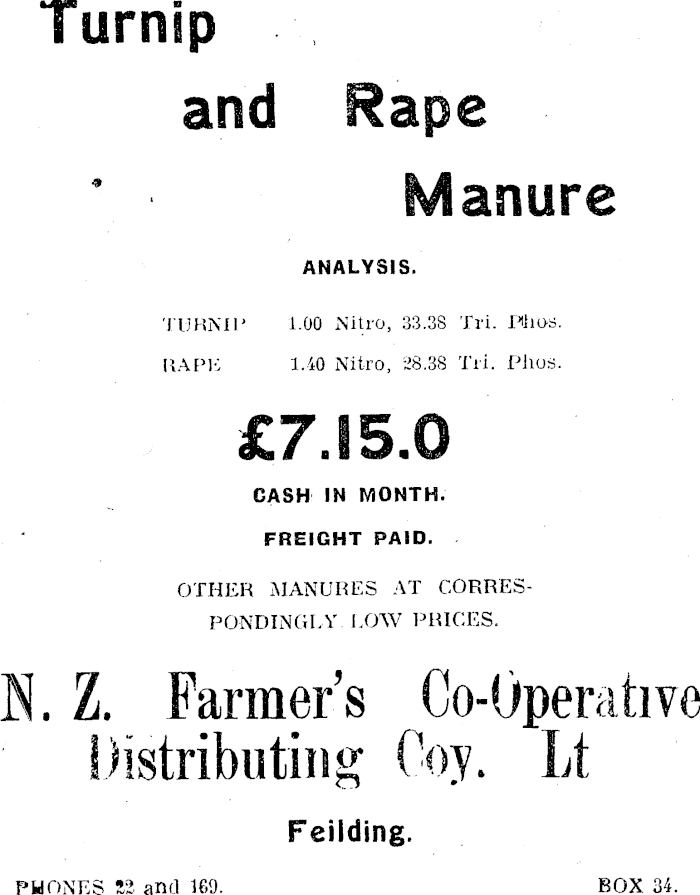 Turnip
and Rape
Manure
ANALYSIS.
TURNIP 1.00 Nitro, 33.38 Tri. Phos.
RAPE 1.40 Nitro, 28.38 Tri. Phos.
£7.15.0
CASH IN MONTH.
FREIGHT PAID.
OTHER MANURES AT CORRES-
PONDINGLY LOW PRICES.
N. Z. Farmer's Co-Operative
Distributing Coy. Lt
Feilding.
PHONES 22 and 169. BOX 34.